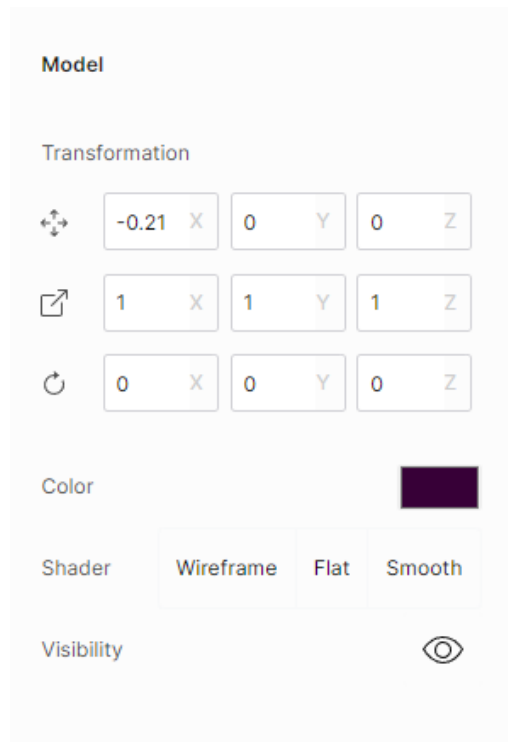 Model
Transformation
-0.21 X 0 Y 0 Z
1 X 1 Y 1 Z
0 X 0 Y 0 Z
Color
Shader Wireframe Flat Smooth
Visibility